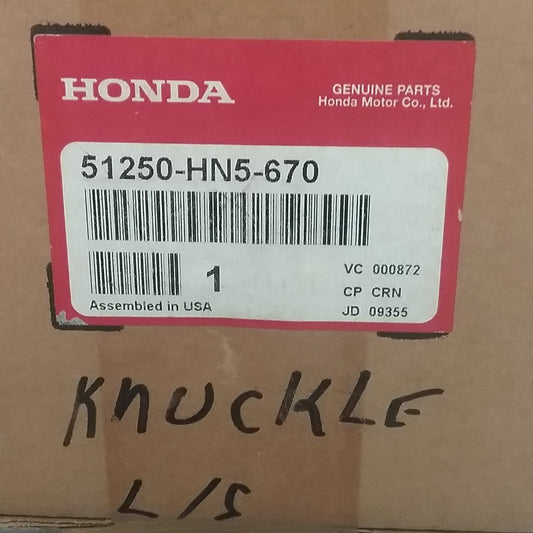 HONDA
GENUINE PARTS
Honda Motor Co., Ltd.
51250-HN5-670
1
VC 000872
CP CRN
JD 09355
Assembled in USA
KNUCKLE
L/S